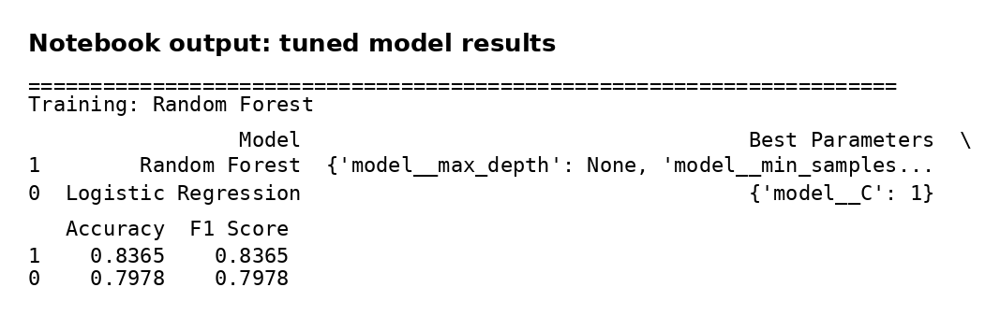 Notebook output: tuned model results
======================================================================
Training: Random Forest
Model                                    Best Parameters  \
1        Random Forest  {'model__max_depth': None, 'model__min_samples...
0  Logistic Regression                                    {'model__C': 1}
Accuracy  F1 Score
1    0.8365    0.8365
0    0.7978    0.7978